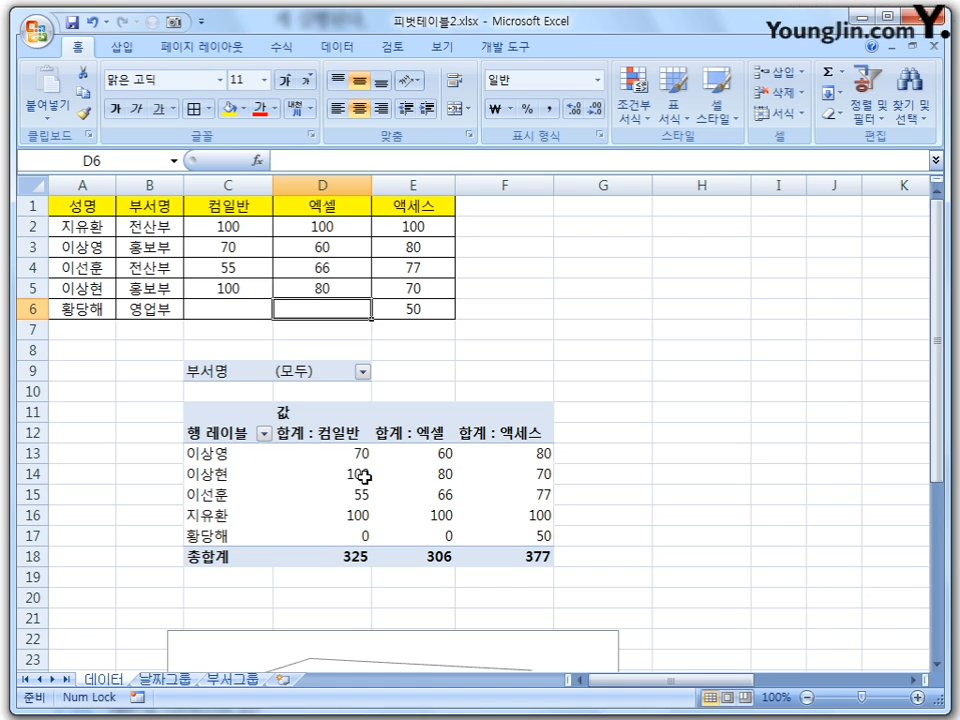 피벗테이블2.xlsx - Microsoft Excel
YoungJin.com Y.
홈 삽입 페이지 레이아웃 수식 데이터 검토 보기 개발 도구
붙여넣기
클립보드
맑은 고딕 11
가 가 가
글꼴
맞춤
일반
표시 형식
조건부 서식
표 서식
셀 스타일
스타일
삽입
삭제
서식
셀
정렬 및 필터
찾기 및 선택
편집
D6 fx
A B C D E F G H I J K
1 성명 부서명 컴일반 엑셀 액세스
2 지유환 전산부 100 100 100
3 이상영 홍보부 70 60 80
4 이선훈 전산부 55 66 77
5 이상현 홍보부 100 80 70
6 황당해 영업부 50
7
8
9 부서명 (모두)
10
11 값
12 행 레이블 합계 : 컴일반 합계 : 엑셀 합계 : 액세스
13 이상영 70 60 80
14 이상현 100 80 70
15 이선훈 55 66 77
16 지유환 100 100 100
17 황당해 0 0 50
18 총합계 325 306 377
19
20
21
22
23
데이터 날짜그룹 부서그룹
준비 Num Lock 100%